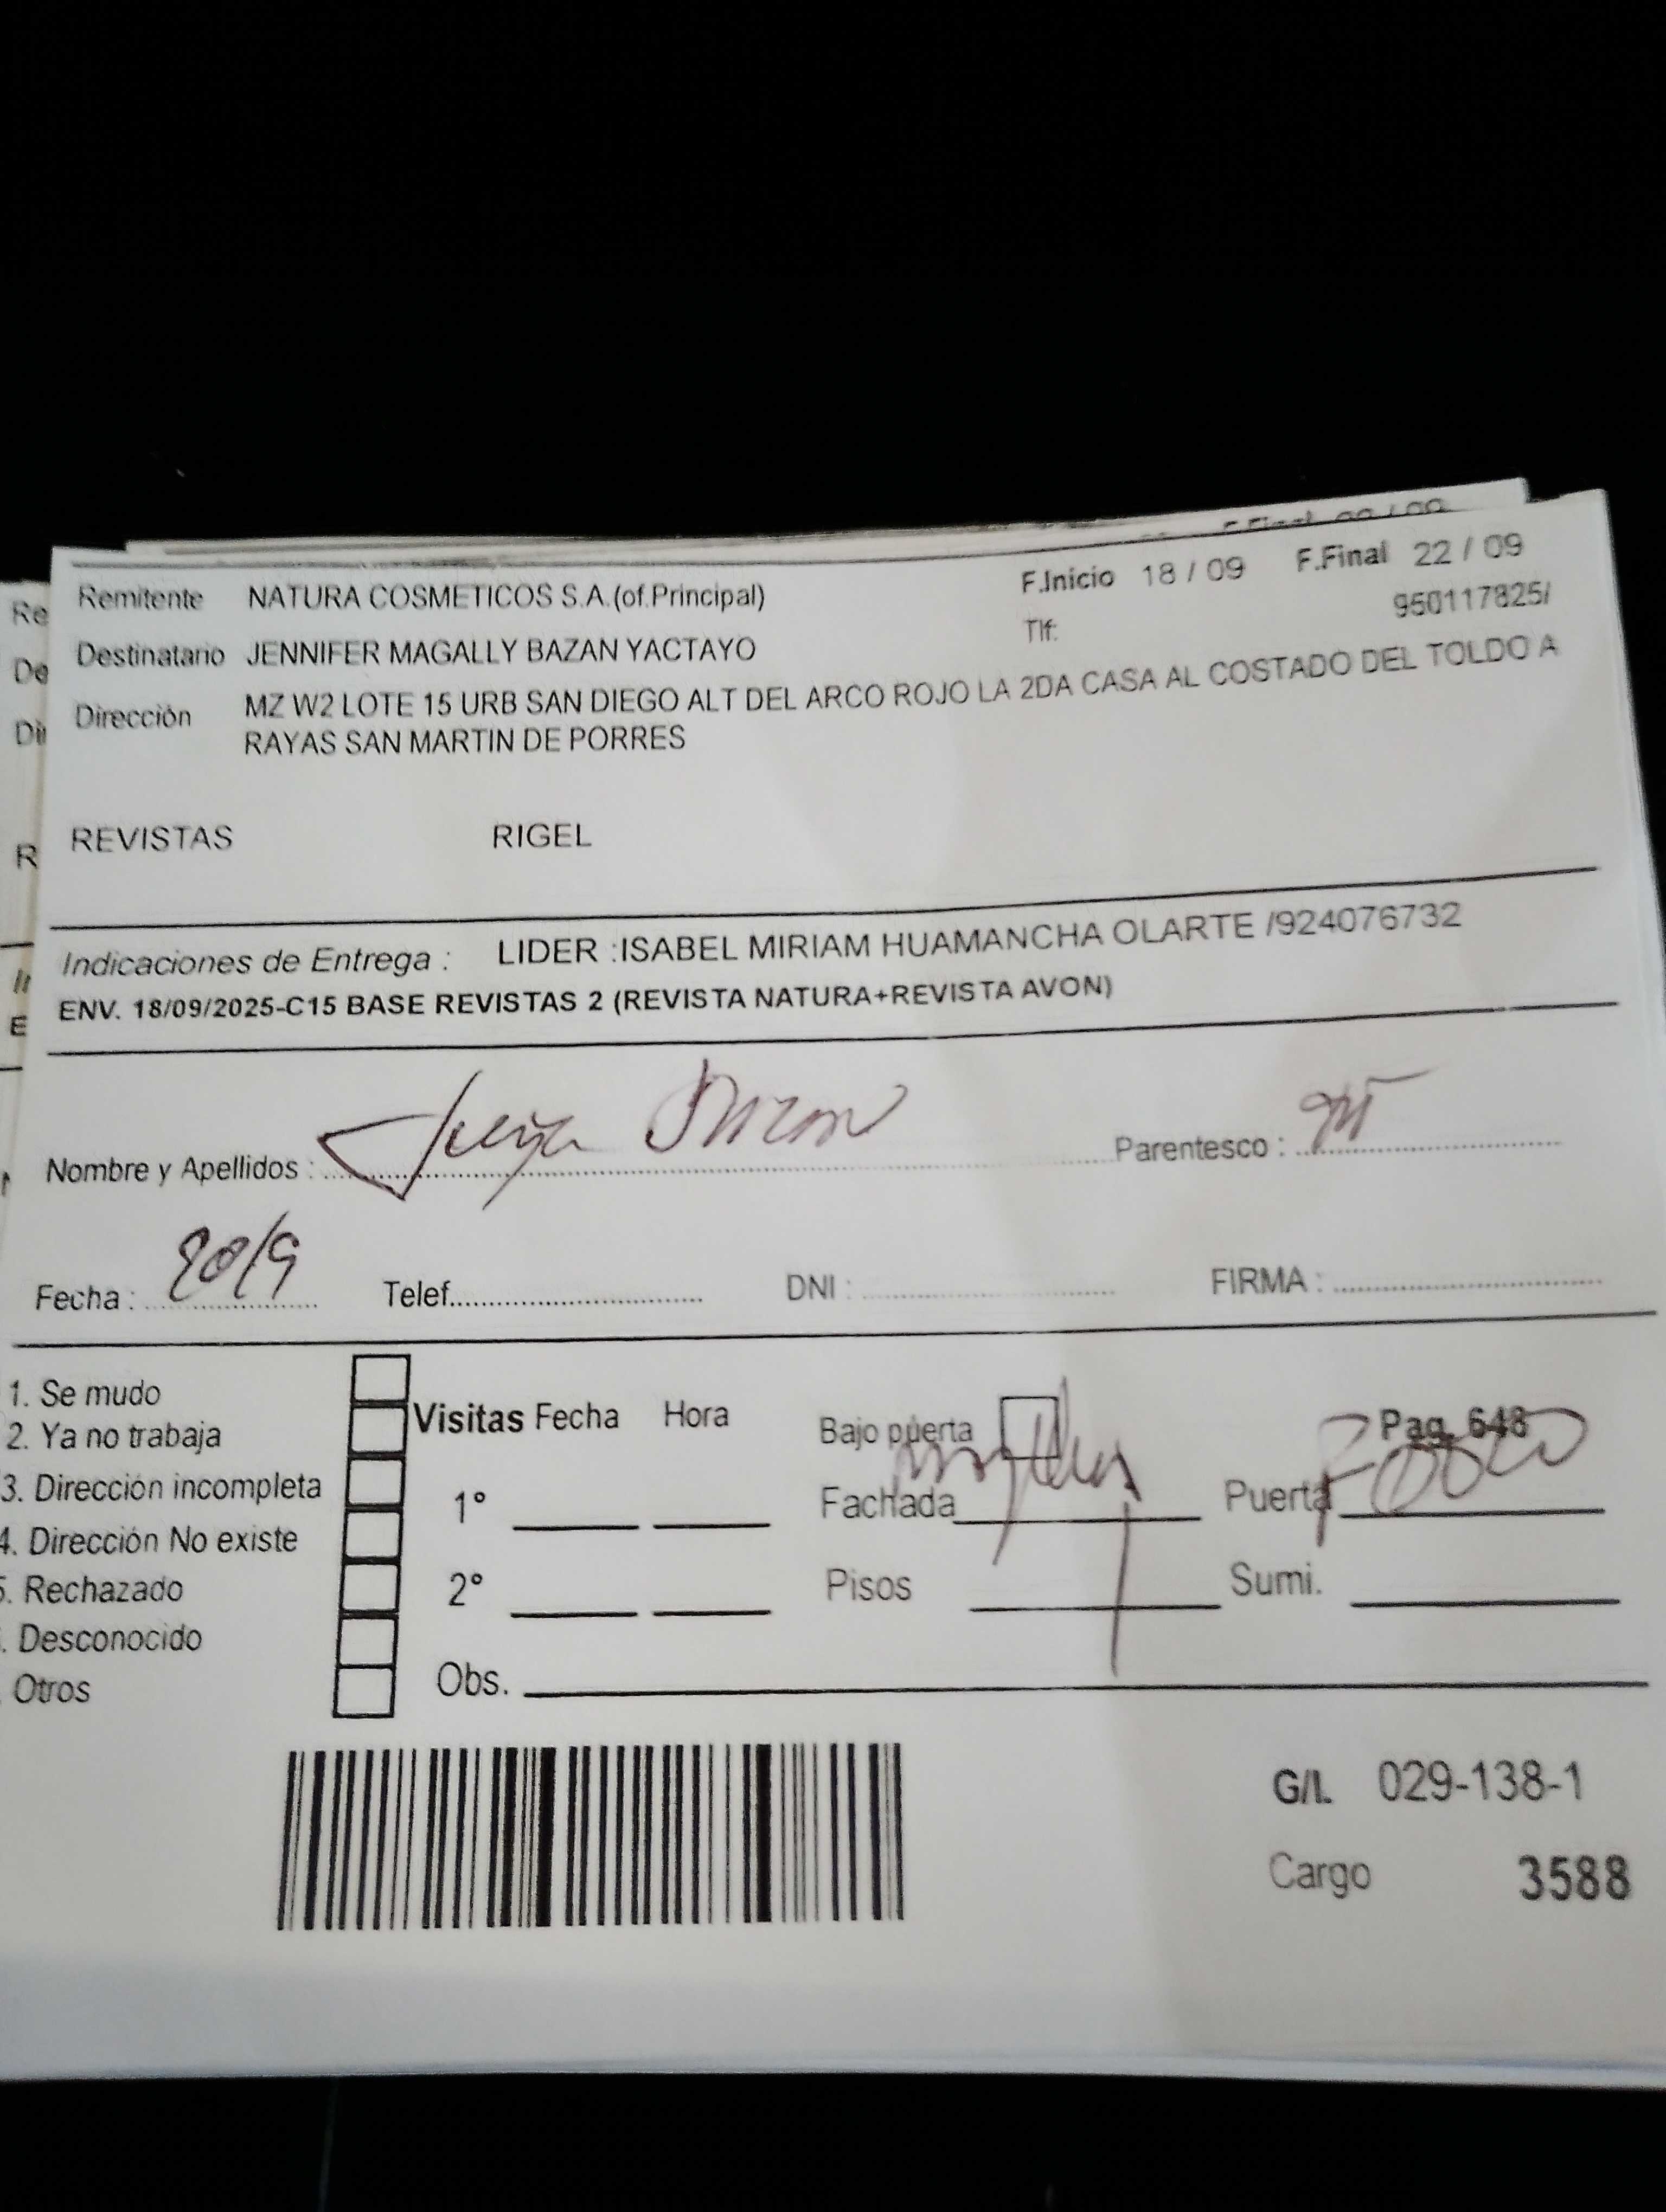 Remitente NATURA COSMETICOS S.A.(of.Principal) F.Inicio 18 / 09 F.Final 22 / 09
Destinatario JENNIFER MAGALLY BAZAN YACTAYO Tlf: 950117825/
Dirección MZ W2 LOTE 15 URB SAN DIEGO ALT DEL ARCO ROJO LA 2DA CASA AL COSTADO DEL TOLDO A
RAYAS SAN MARTIN DE PORRES
REVISTAS RIGEL
Indicaciones de Entrega : LIDER :ISABEL MIRIAM HUAMANCHA OLARTE /924076732
ENV. 18/09/2025-C15 BASE REVISTAS 2 (REVISTA NATURA+REVISTA AVON)
Nombre y Apellidos : Parentesco :
Fecha : 20/9 Telef. DNI : FIRMA :
1. Se mudo
2. Ya no trabaja
3. Dirección incompleta
4. Dirección No existe
5. Rechazado
. Desconocido
Otros
Visitas Fecha Hora
1°
2°
Obs.
Bajo puerta Pag. 648
Fachada Puerta
Pisos Sumi.
G/l. 029-138-1
Cargo 3588